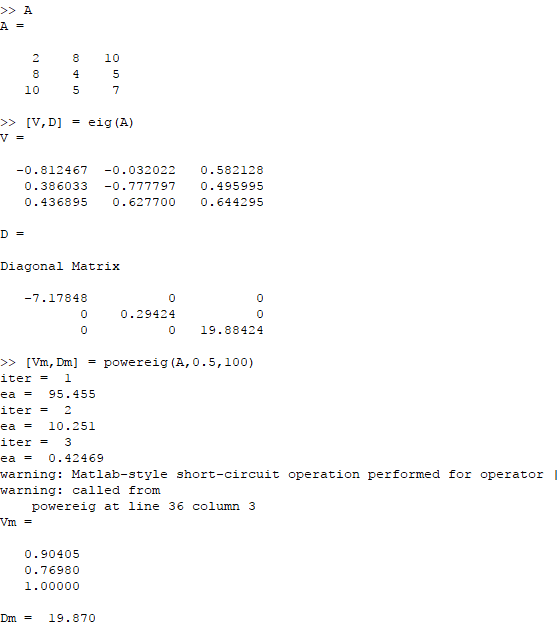 >> A
A =
2 8 10
8 4 5
10 5 7
>> [V,D] = eig(A)
V =
-0.812467 -0.032022 0.582128
0.386033 -0.777797 0.495995
0.436895 0.627700 0.644295
D =
Diagonal Matrix
-7.17848 0 0
0 0.29424 0
0 0 19.88424
>> [Vm,Dm] = powereig(A,0.5,100)
iter = 1
ea = 95.455
iter = 2
ea = 10.251
iter = 3
ea = 0.42469
warning: Matlab-style short-circuit operation performed for operator |
warning: called from
powereig at line 36 column 3
Vm =
0.90405
0.76980
1.00000
Dm = 19.870